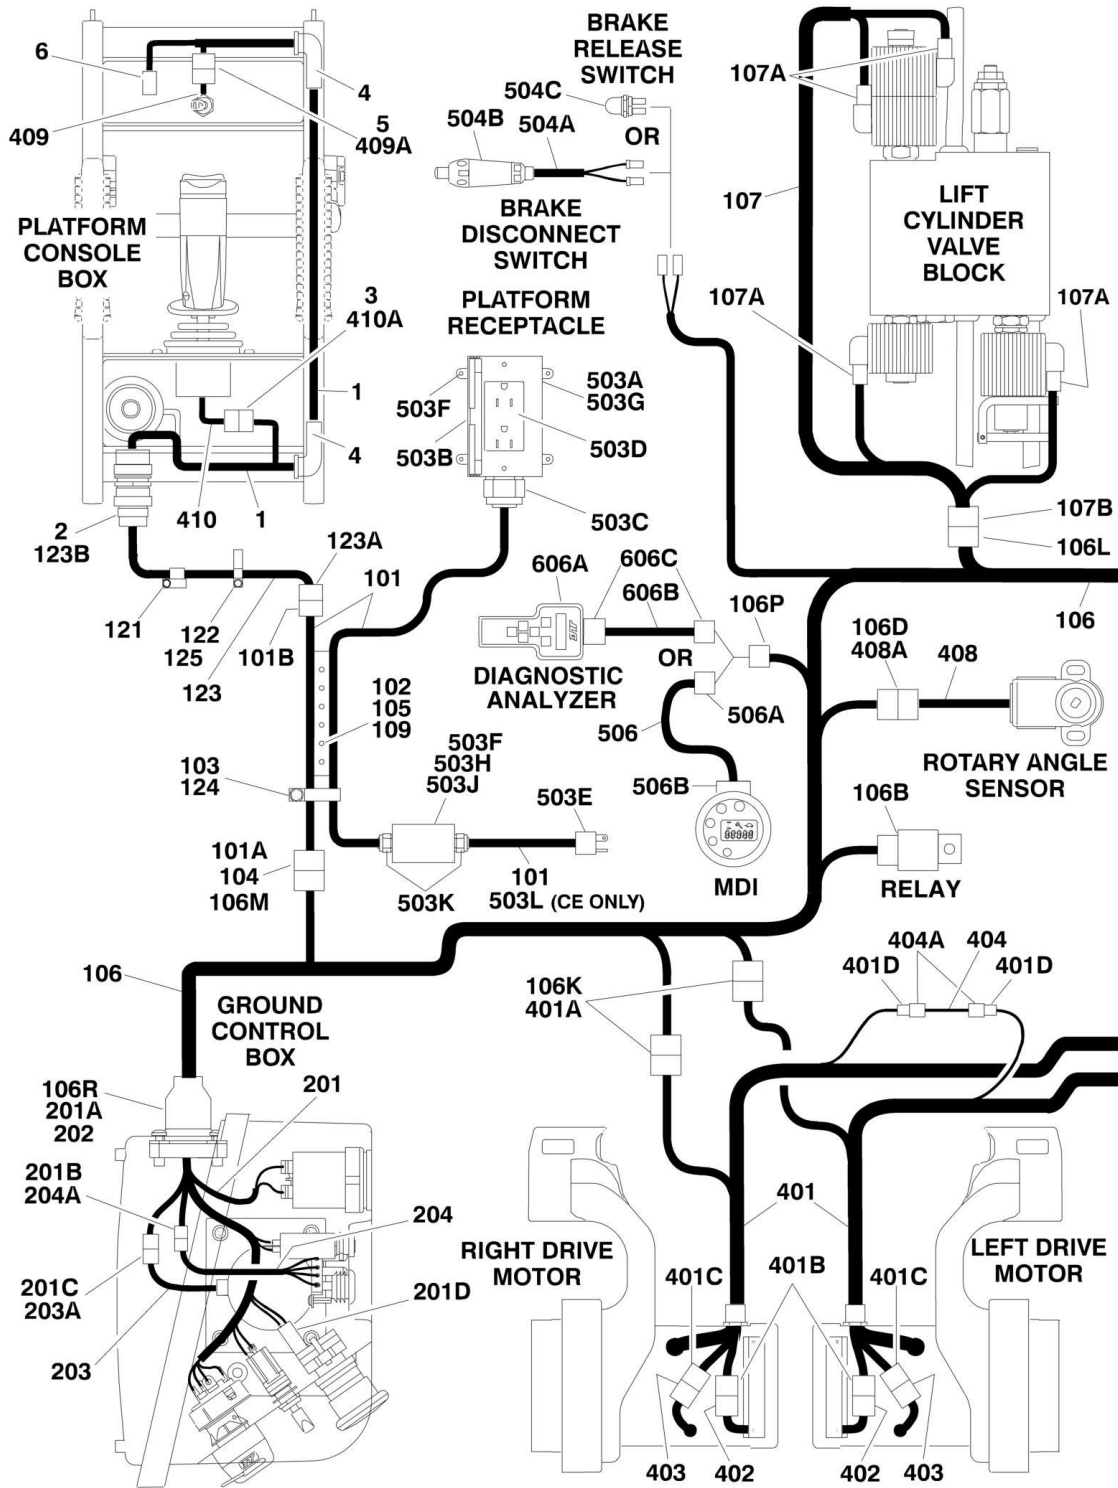 BRAKE
RELEASE
SWITCH
6
4
504C
504B
504A
OR
107A
409
5
409A
107
LIFT
CYLINDER
VALVE
BLOCK
PLATFORM
CONSOLE
BOX
BRAKE
DISCONNECT
SWITCH
3
410A
PLATFORM
RECEPTACLE
107A
107A
1
503F
503A
503G
503B
503D
4
2
123B
410
1
503C
107B
106L
123A
101
606A
606C
606B
106P
106
121
122
125
101B
123
OR
106D
408A
408
DIAGNOSTIC
ANALYZER
102
105
109
506
506A
103
124
503F
503H
503J
503E
506B
00000
ROTARY ANGLE
SENSOR
106B
101A
104
106M
503K
101
503L (CE ONLY)
MDI
RELAY
106
404A
404
401D
401D
GROUND
CONTROL
BOX
106K
401A
106R
201A
202
201
201B
204A
204
401
RIGHT DRIVE
MOTOR
LEFT DRIVE
MOTOR
201C
203A
201D
401C
401B
401C
203
403
402
402
403